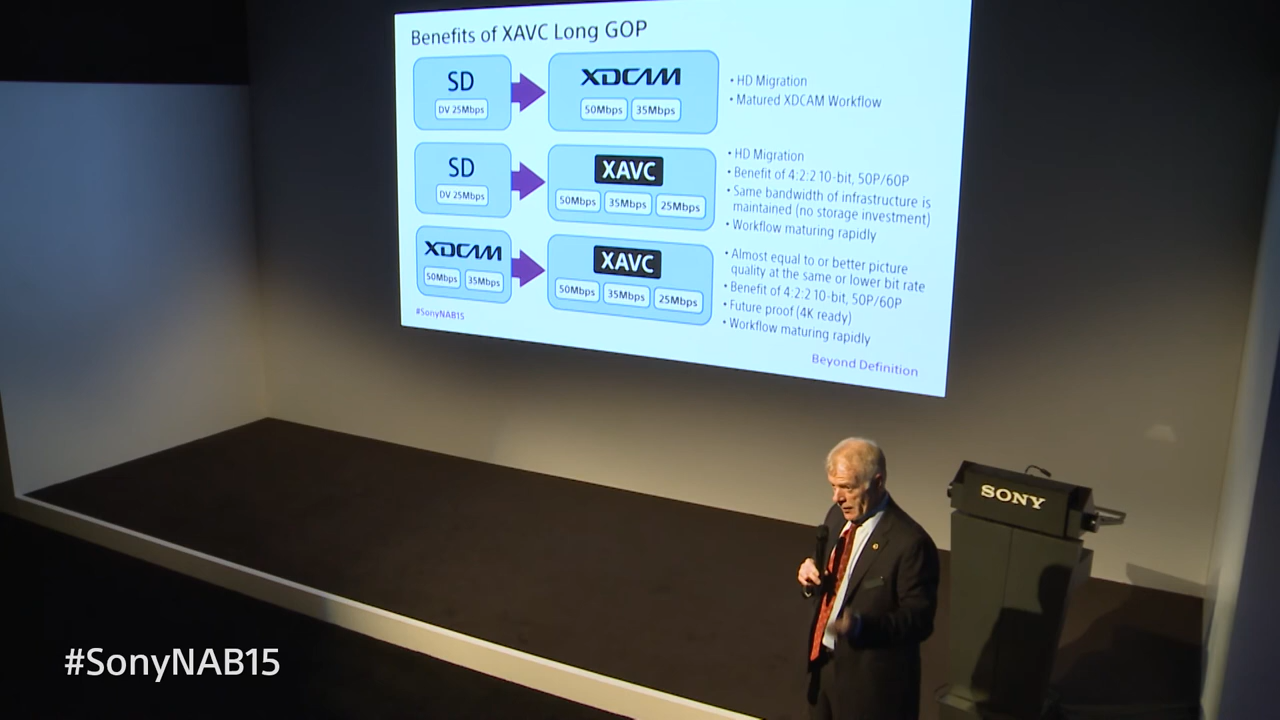 Benefits of XAVC Long GOP
SD
DV 25Mbps
XDCAM
50Mbps 35Mbps
• HD Migration
• Matured XDCAM Workflow
SD
DV 25Mbps
XAVC
50Mbps 35Mbps 25Mbps
• HD Migration
• Benefit of 4:2:2 10-bit, 50P/60P
• Same bandwidth of infrastructure is
maintained (no storage investment)
• Workflow maturing rapidly
XDCAM
50Mbps 35Mbps
XAVC
50Mbps 35Mbps 25Mbps
• Almost equal to or better picture
quality at the same or lower bit rate
• Benefit of 4:2:2 10-bit, 50P/60P
• Future proof (4K ready)
• Workflow maturing rapidly
#SonyNAB15
Beyond Definition
SONY
#SonyNAB15